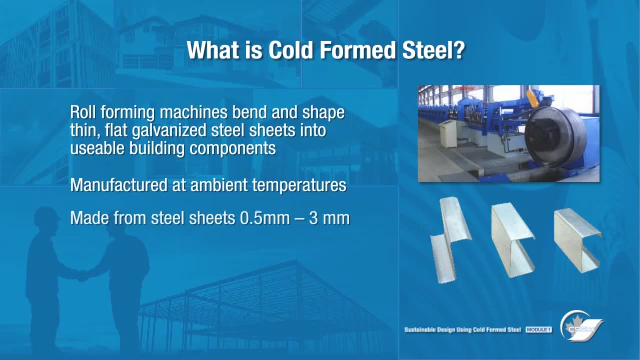 What is Cold Formed Steel?
Roll forming machines bend and shape
thin, flat galvanized steel sheets into
useable building components
Manufactured at ambient temperatures
Made from steel sheets 0.5mm – 3 mm
Sustainable Design Using Cold Formed Steel MODULE 1